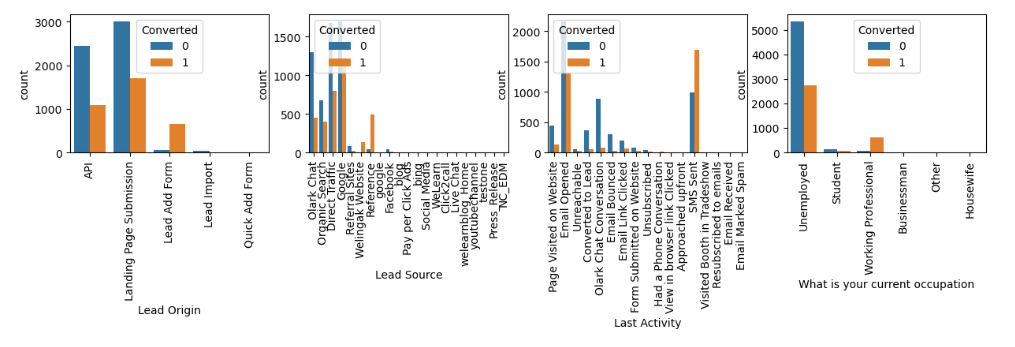 count
3000
2000
1000
0
Converted
0
1
API
Landing Page Submission
Lead Add Form
Lead Import
Quick Add Form
Lead Origin
count
1500
1000
500
0
Converted
0
1
Olark Chat
Organic Search
Direct Traffic
Google
Referral Sites
Welingak Website
Reference
google
Facebook
blog
Pay per Click Ads
bing
Social Media
WeLearn
Click2call
Live Chat
welearnblog_Home
youtubechannel
testone
Press_Release
NC_EDM
Lead Source
count
2000
1500
1000
500
0
Converted
0
1
Page Visited on Website
Email Opened
Unreachable
Converted to Lead
Olark Chat Conversation
Email Bounced
Email Link Clicked
Form Submitted on Website
Unsubscribed
Had a Phone Conversation
View in browser link Clicked
Approached upfront
SMS Sent
Visited Booth in Tradeshow
Resubscribed to emails
Email Received
Email Marked Spam
Last Activity
count
5000
4000
3000
2000
1000
0
Converted
0
1
Unemployed
Student
Working Professional
Businessman
Other
Housewife
What is your current occupation